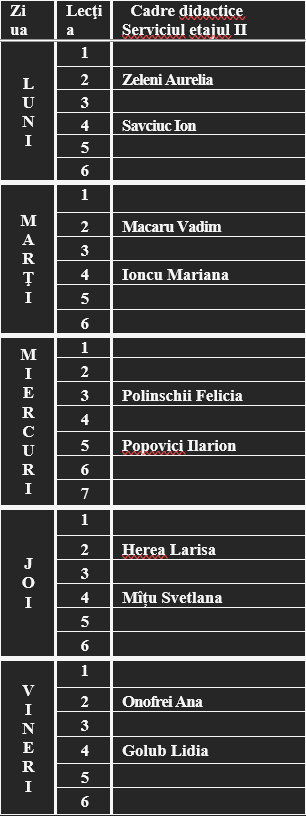 Zi Lecți Cadre didactice
ua a Serviciul etajul II
LUNI
1
2 Zeleni Aurelia
3
4 Savciuc Ion
5
6
MARȚI
1
2 Macaru Vadim
3
4 Ioncu Mariana
5
6
MIERCURI
1
2
3 Polinschii Felicia
4
5 Popovici Ilarion
6
7
JOI
1
2 Herea Larisa
3
4 Mîțu Svetlana
5
6
VINERI
1
2 Onofrei Ana
3
4 Golub Lidia
5
6